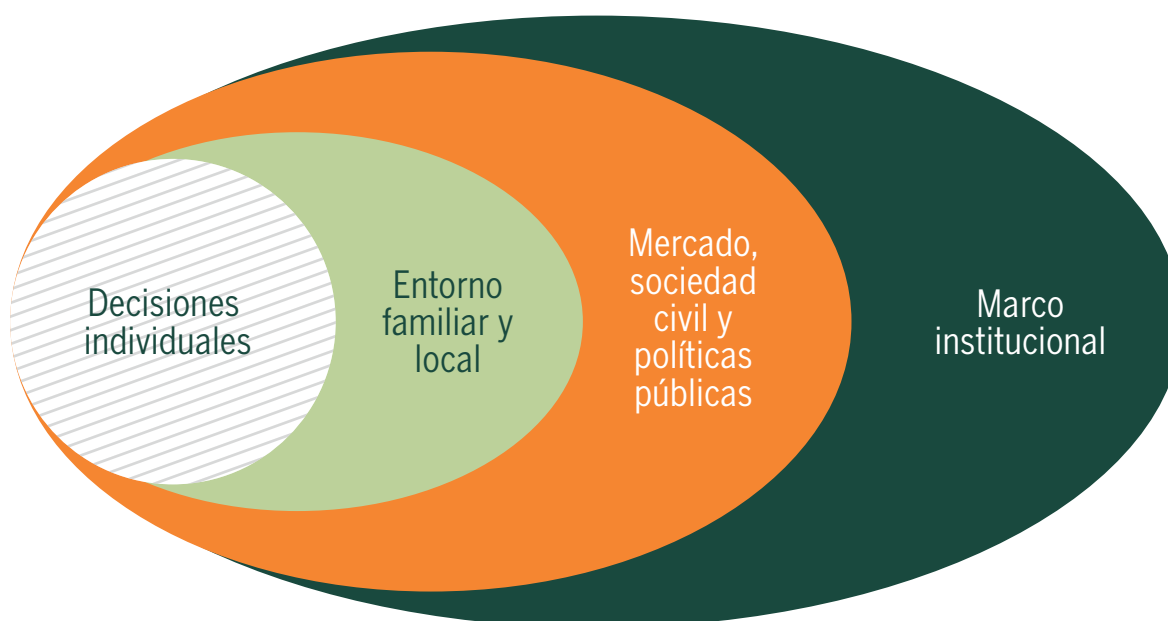 Decisiones
individuales
Entorno
familiar y
local
Mercado,
sociedad
civil y
políticas
públicas
Marco
institucional